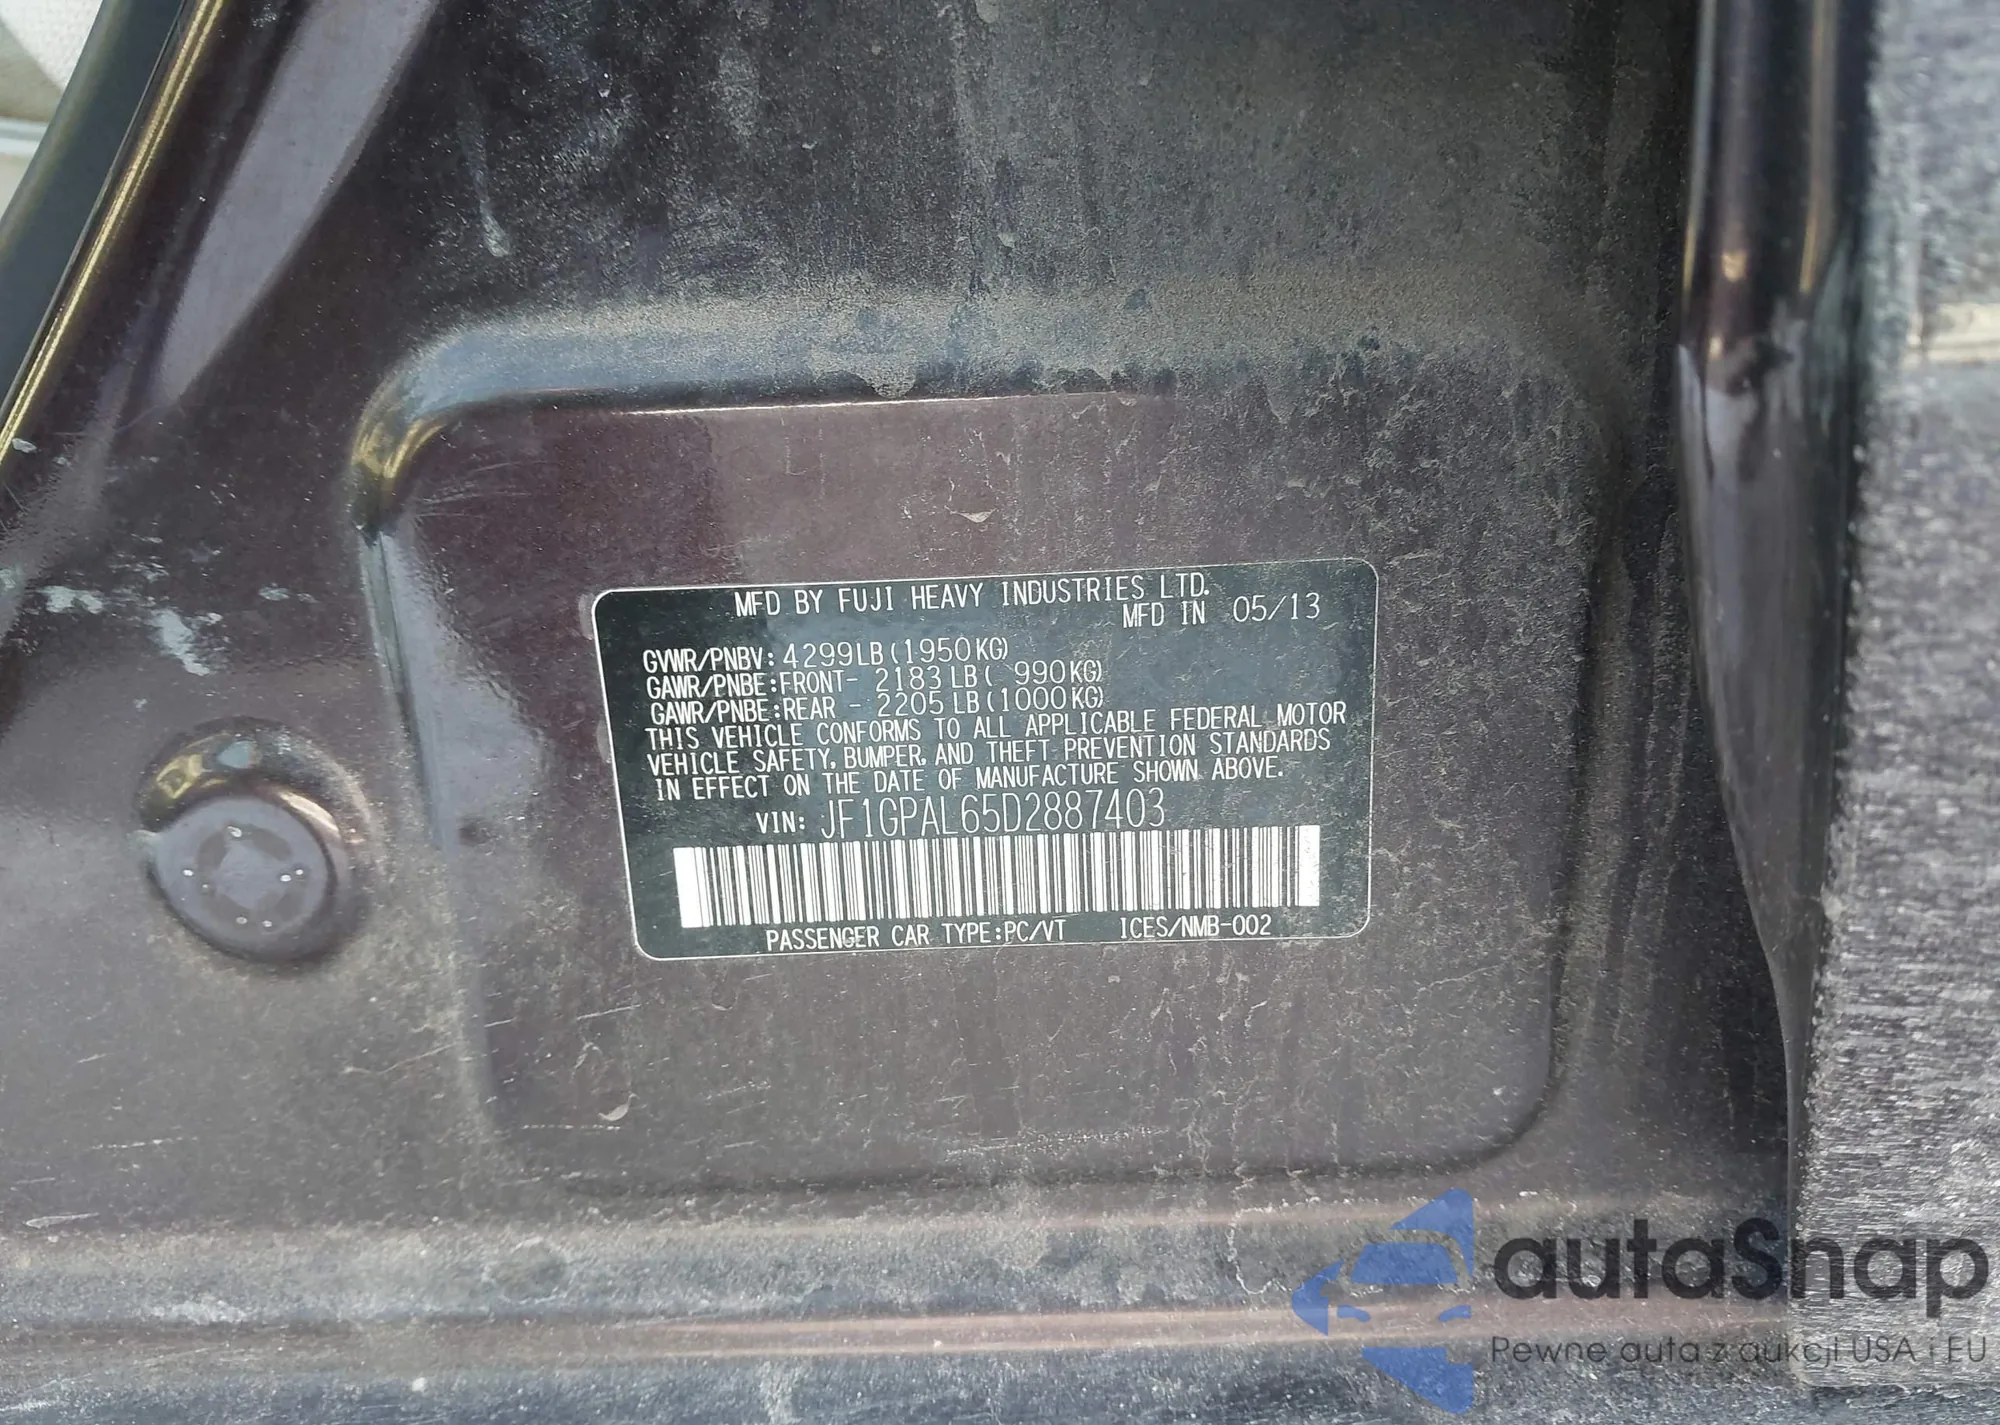 MFD BY FUJI HEAVY INDUSTRIES LTD.
MFD IN 05/13
GVWR/PNBV: 4299LB(1950KG)
GAWR/PNBE:FRONT- 2183LB( 990KG)
GAWR/PNBE:REAR - 2205LB(1000KG)
THIS VEHICLE CONFORMS TO ALL APPLICABLE FEDERAL MOTOR
VEHICLE SAFETY, BUMPER, AND THEFT PREVENTION STANDARDS
IN EFFECT ON THE DATE OF MANUFACTURE SHOWN ABOVE.
VIN: JF1GPAL65D2887403
PASSENGER CAR TYPE:PC/VT ICES/NMB-002
autaSnap
Pewne auta z aukcji USA i EU